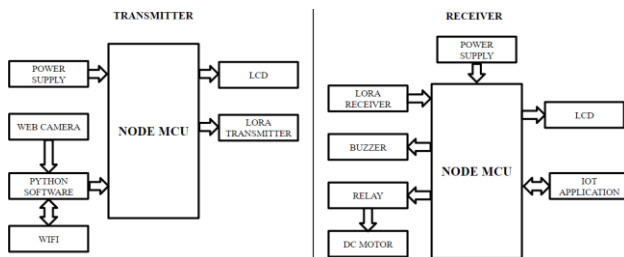 TRANSMITTER
POWER
SUPPLY
WEB CAMERA
PYTHON
SOFTWARE
WIFI
NODE MCU
LCD
LORA
TRANSMITTER
RECEIVER
POWER
SUPPLY
LORA
RECEIVER
BUZZER
RELAY
DC MOTOR
NODE MCU
LCD
IOT
APPLICATION